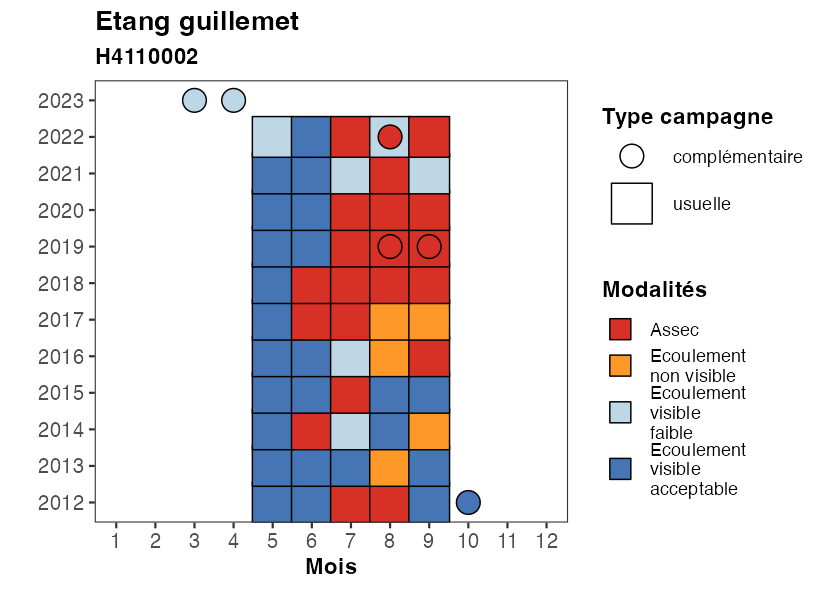 Etang guillemet
H4110002
2023
2022
2021
2020
2019
2018
2017
2016
2015
2014
2013
2012
1 2 3 4 5 6 7 8 9 10 11 12
Mois
Type campagne
complémentaire
usuelle
Modalités
Assec
Ecoulement
non visible
Ecoulement
visible
faible
Ecoulement
visible
acceptable